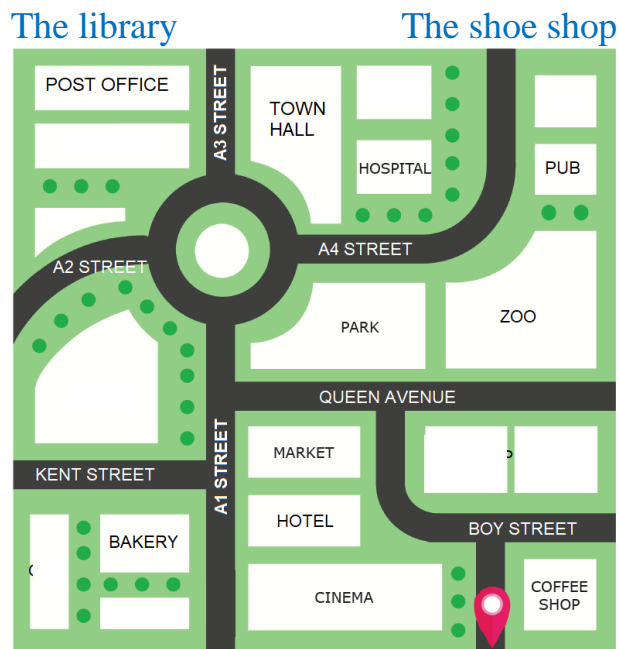 The library
The shoe shop
POST OFFICE
A3 STREET
TOWN
HALL
HOSPITAL
PUB
A2 STREET
A4 STREET
PARK
ZOO
QUEEN AVENUE
A1 STREET
MARKET
KENT STREET
HOTEL
BOY STREET
BAKERY
CINEMA
COFFEE
SHOP